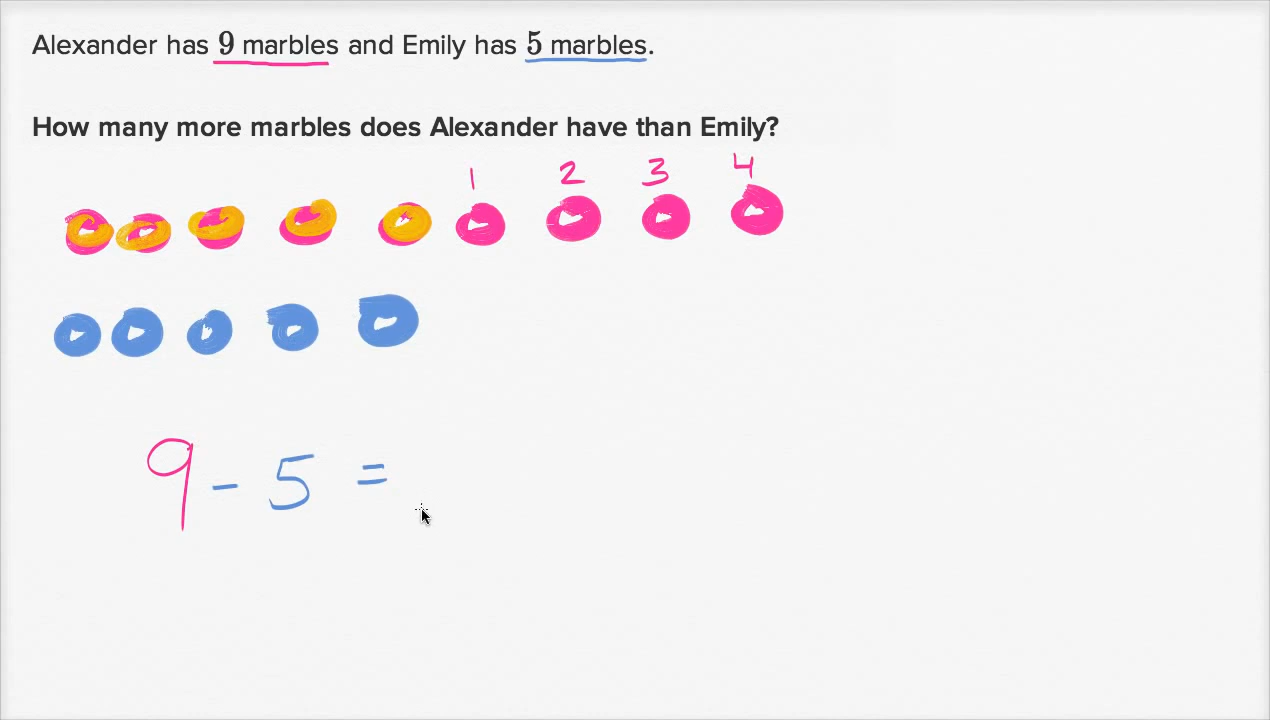 Alexander has 9 marbles and Emily has 5 marbles.
How many more marbles does Alexander have than Emily?
1 2 3 4
9 - 5 =